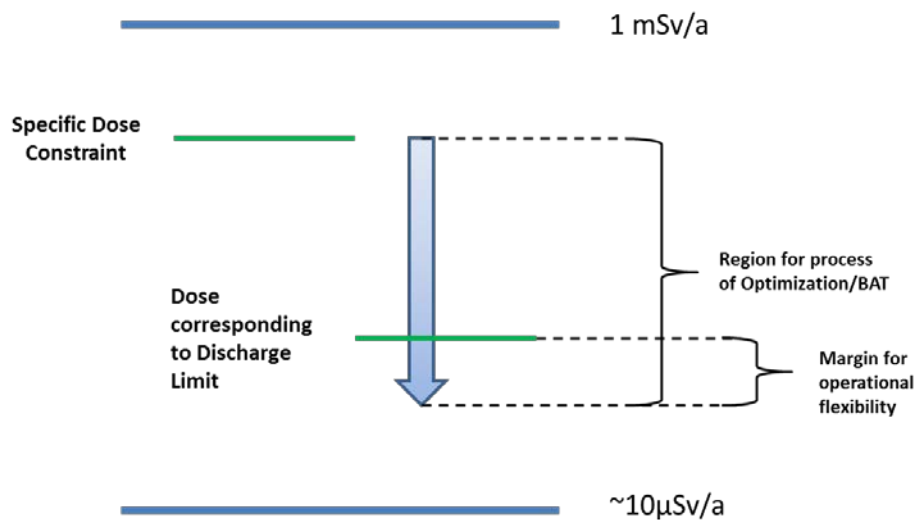 1 mSv/a
Specific Dose
Constraint
Region for process
of Optimization/BAT
Dose
corresponding
to Discharge
Limit
Margin for
operational
flexibility
~10µSv/a